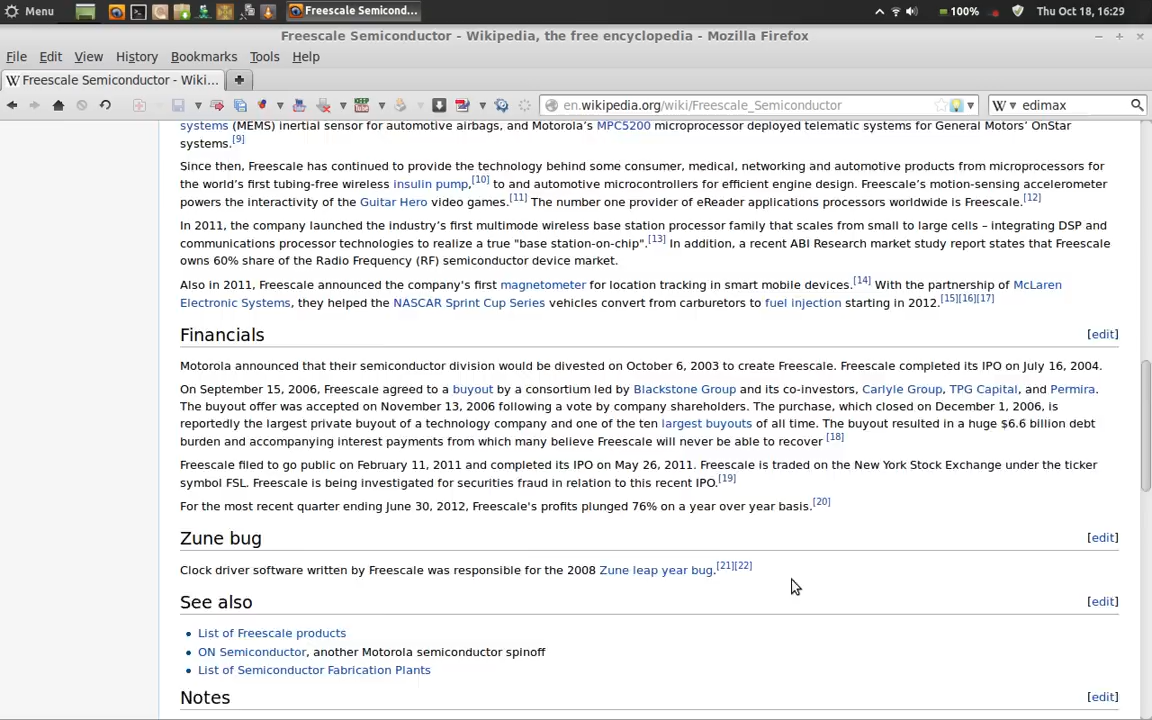 Menu
Freescale Semicond...
100%
Thu Oct 18, 16:29
Freescale Semiconductor - Wikipedia, the free encyclopedia - Mozilla Firefox
File Edit View History Bookmarks Tools Help
W Freescale Semiconductor - Wiki...
en.wikipedia.org/wiki/Freescale_Semiconductor
W edimax
systems (MEMS) inertial sensor for automotive airbags, and Motorola's MPC5200 microprocessor deployed telematic systems for General Motors' OnStar
systems.[9]
Since then, Freescale has continued to provide the technology behind some consumer, medical, networking and automotive products from microprocessors for
the world's first tubing-free wireless insulin pump,[10] to and automotive microcontrollers for efficient engine design. Freescale's motion-sensing accelerometer
powers the interactivity of the Guitar Hero video games.[11] The number one provider of eReader applications processors worldwide is Freescale.[12]
In 2011, the company launched the industry's first multimode wireless base station processor family that scales from small to large cells – integrating DSP and
communications processor technologies to realize a true "base station-on-chip".[13] In addition, a recent ABI Research market study report states that Freescale
owns 60% share of the Radio Frequency (RF) semiconductor device market.
Also in 2011, Freescale announced the company's first magnetometer for location tracking in smart mobile devices.[14] With the partnership of McLaren
Electronic Systems, they helped the NASCAR Sprint Cup Series vehicles convert from carburetors to fuel injection starting in 2012.[15][16][17]
Financials [edit]
Motorola announced that their semiconductor division would be divested on October 6, 2003 to create Freescale. Freescale completed its IPO on July 16, 2004.
On September 15, 2006, Freescale agreed to a buyout by a consortium led by Blackstone Group and its co-investors, Carlyle Group, TPG Capital, and Permira.
The buyout offer was accepted on November 13, 2006 following a vote by company shareholders. The purchase, which closed on December 1, 2006, is
reportedly the largest private buyout of a technology company and one of the ten largest buyouts of all time. The buyout resulted in a huge $6.6 billion debt
burden and accompanying interest payments from which many believe Freescale will never be able to recover [18]
Freescale filed to go public on February 11, 2011 and completed its IPO on May 26, 2011. Freescale is traded on the New York Stock Exchange under the ticker
symbol FSL. Freescale is being investigated for securities fraud in relation to this recent IPO.[19]
For the most recent quarter ending June 30, 2012, Freescale's profits plunged 76% on a year over year basis.[20]
Zune bug [edit]
Clock driver software written by Freescale was responsible for the 2008 Zune leap year bug.[21][22]
See also [edit]
List of Freescale products
ON Semiconductor, another Motorola semiconductor spinoff
List of Semiconductor Fabrication Plants
Notes [edit]